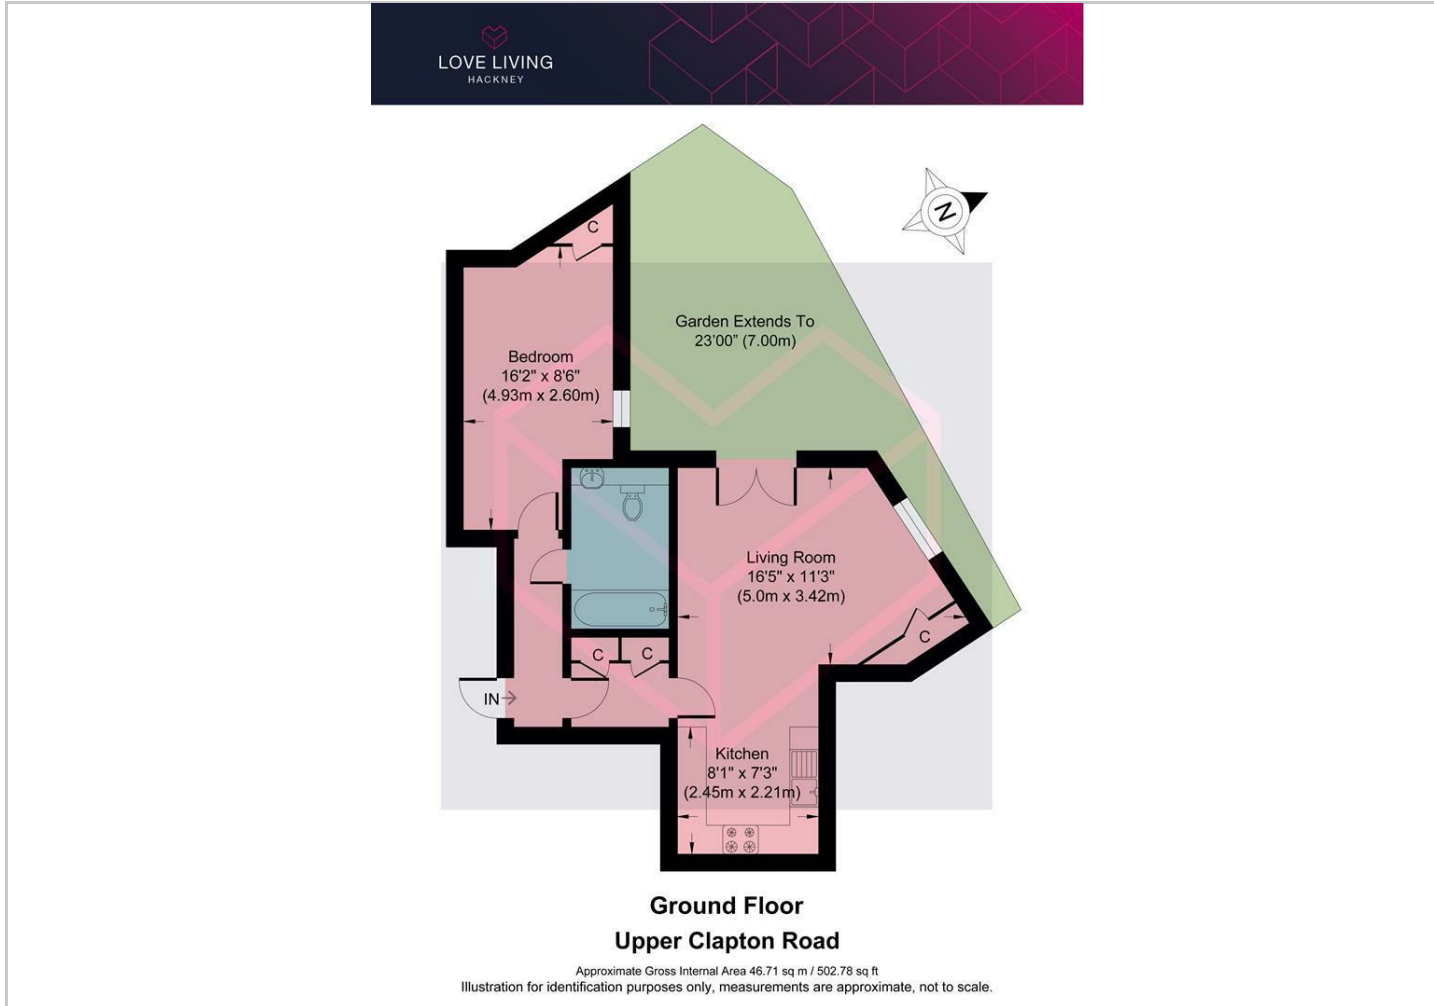 LOVE LIVING
HACKNEY
N
C
Garden Extends To
23'00" (7.00m)
Bedroom
16'2" x 8'6"
(4.93m x 2.60m)
Living Room
16'5" x 11'3"
(5.0m x 3.42m)
C
C
C
IN
Kitchen
8'1" x 7'3"
(2.45m x 2.21m)
Ground Floor
Upper Clapton Road
Approximate Gross Internal Area 46.71 sq m / 502.78 sq ft
Illustration for identification purposes only, measurements are approximate, not to scale.